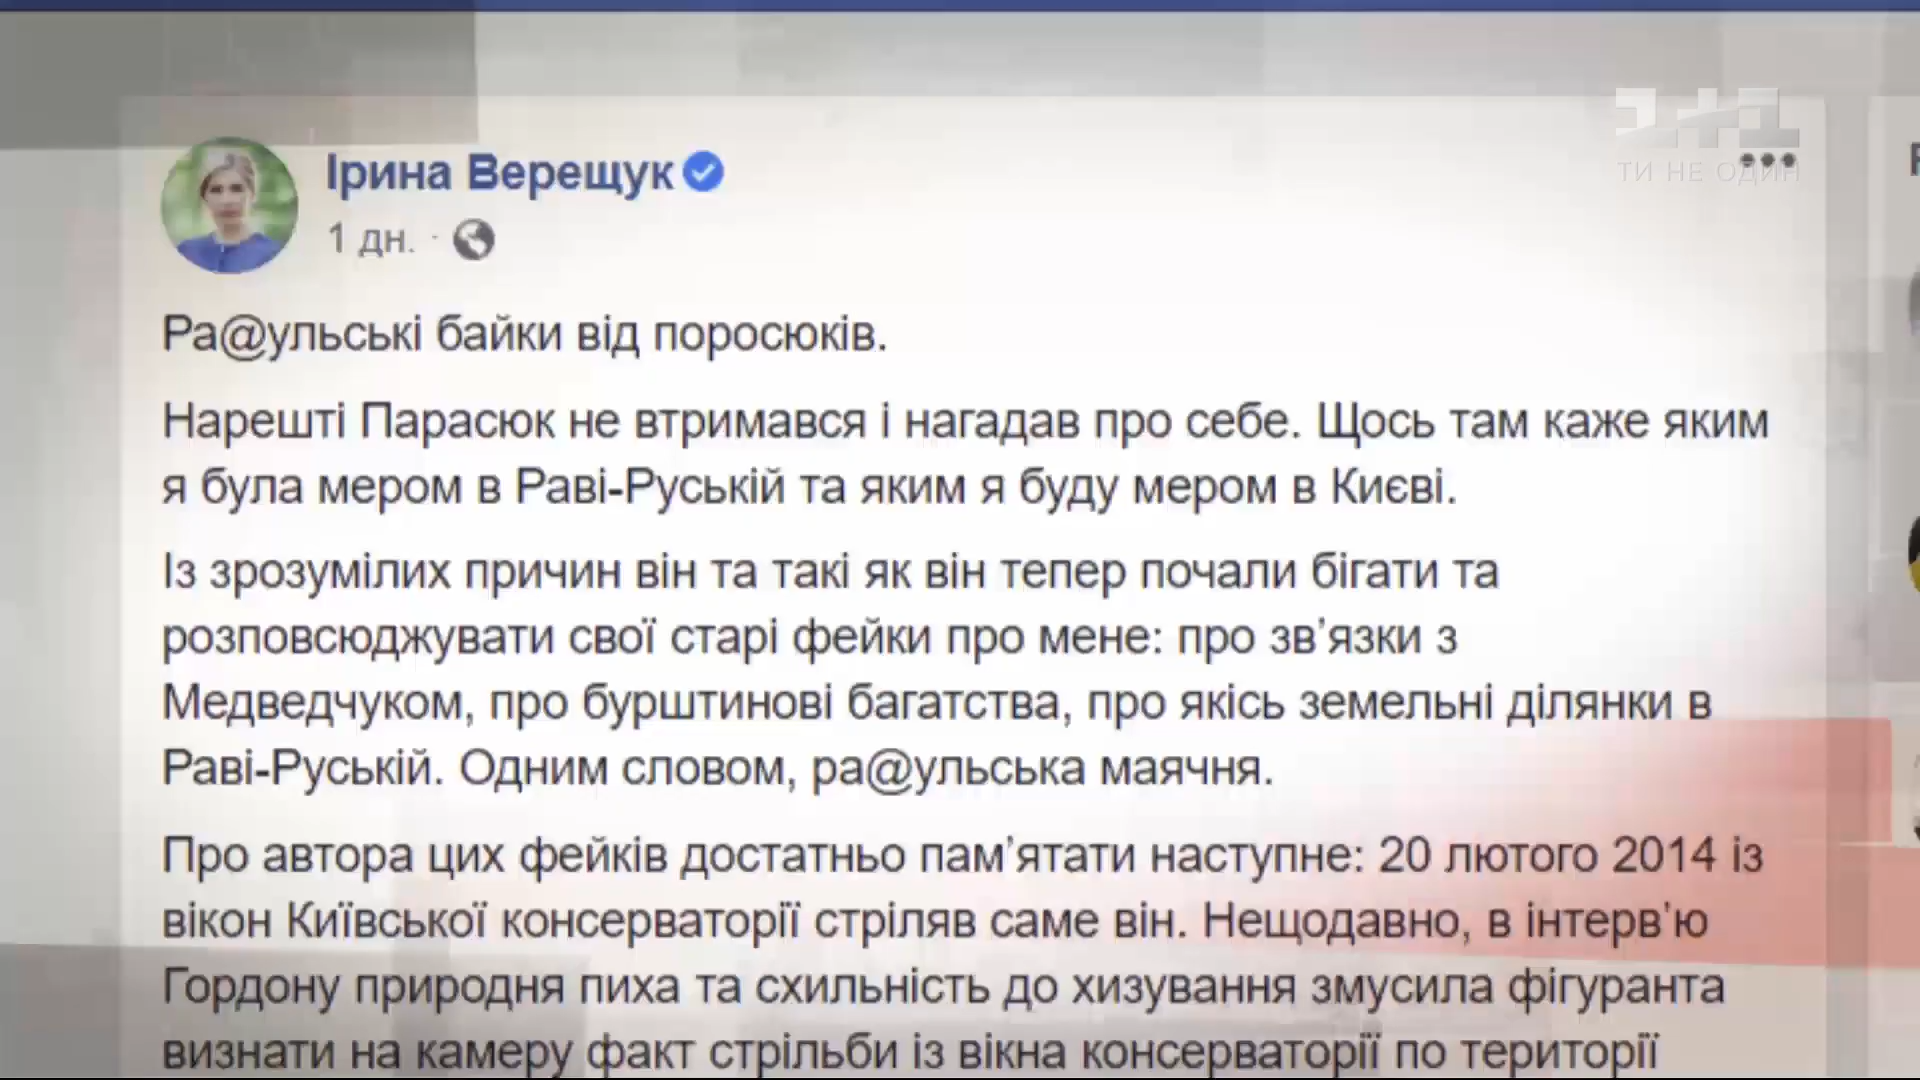 1+1
ТИ НЕ ОДИН
Ірина Верещук
1 дн.
Ра@ульські байки від поросюків.
Нарешті Парасюк не втримався і нагадав про себе. Щось там каже яким
я була мером в Раві-Руській та яким я буду мером в Києві.
Із зрозумілих причин він та такі як він тепер почали бігати та
розповсюджувати свої старі фейки про мене: про зв’язки з
Медведчуком, про бурштинові багатства, про якісь земельні ділянки в
Раві-Руській. Одним словом, ра@ульська маячня.
Про автора цих фейків достатньо пам’ятати наступне: 20 лютого 2014 із
вікон Київської консерваторії стріляв саме він. Нещодавно, в інтерв’ю
Гордону природня пиха та схильність до хизування змусила фігуранта
визнати на камеру факт стрільби із вікна консерваторії по території